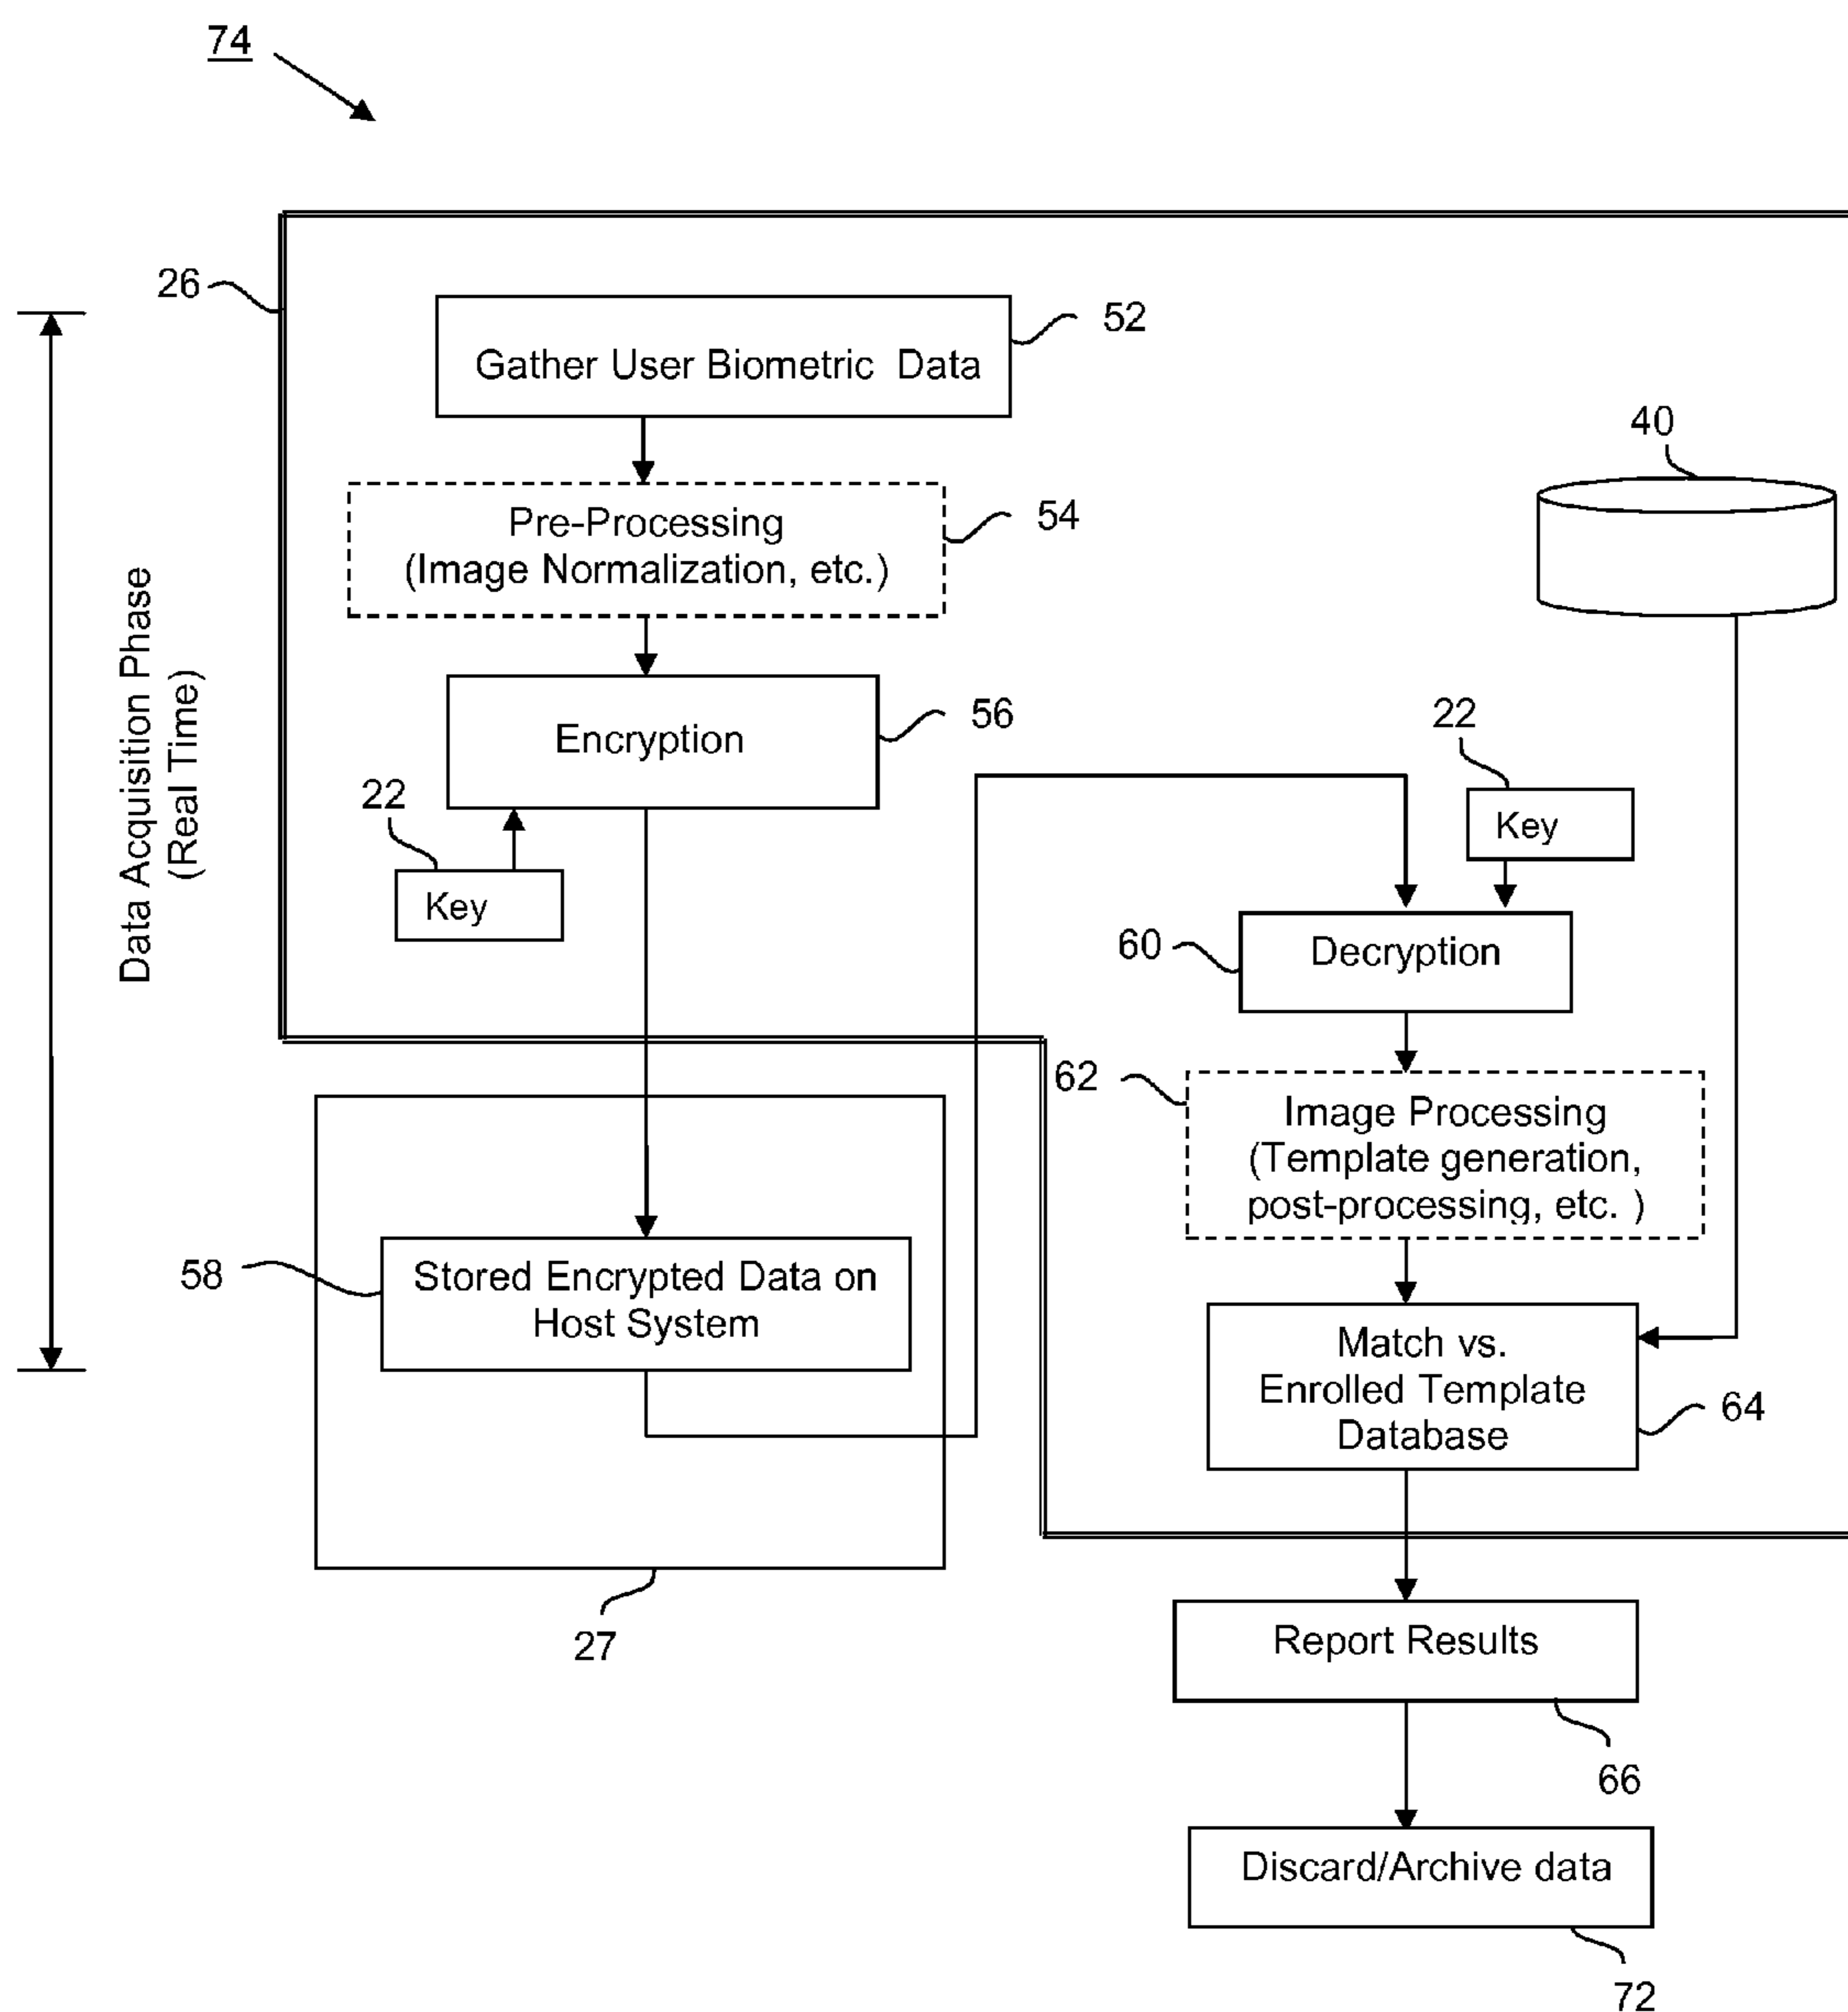 74
26
Gather User Biometric Data
52
Pre-Processing
(Image Normalization, etc.)
54
Encryption
56
22
Key
Data Acquisition Phase
(Real Time)
40
22
Key
60
Decryption
62
Image Processing
(Template generation,
post-processing, etc. )
58
Stored Encrypted Data on
Host System
27
Match vs.
Enrolled Template
Database
64
Report Results
66
Discard/Archive data
72